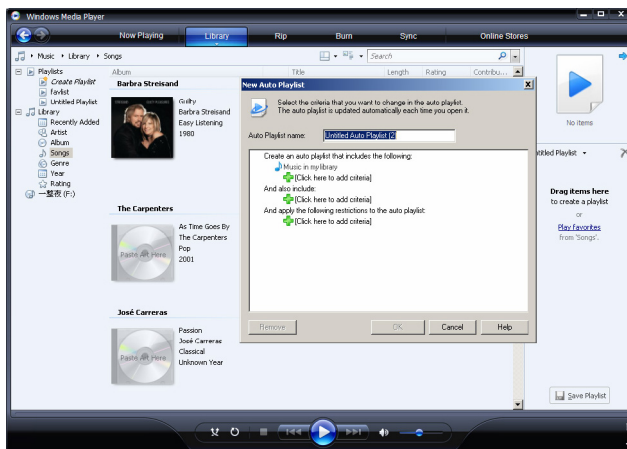 Windows Media Player
Now Playing
Library
Rip
Burn
Sync
Online Stores
Music Library Songs
Search
Playlists
Create Playlist
favlist
Untitled Playlist
Library
Recently Added
Artist
Album
Songs
Genre
Year
Rating
(F:)
Album
Title
Length
Rating
Contribu...
Barbra Streisand
Guilty
Barbra Streisand
Easy Listening
1980
The Carpenters
Paste Art Here
As Time Goes By
The Carpenters
Pop
2001
José Carreras
Paste Art Here
Passion
José Carreras
Classical
Unknown Year
New Auto Playlist
Select the criteria that you want to change in the auto playlist.
The auto playlist is updated automatically each time you open it.
Auto Playlist name:
Untitled Auto Playlist (2)
Create an auto playlist that includes the following:
Music in my library
[Click here to add criteria]
And also include:
[Click here to add criteria]
And apply the following restrictions to the auto playlist:
[Click here to add criteria]
Remove
OK
Cancel
Help
No items
ntitled Playlist
Drag items here
to create a playlist
or
Play Favorites
from 'Songs'.
Save Playlist